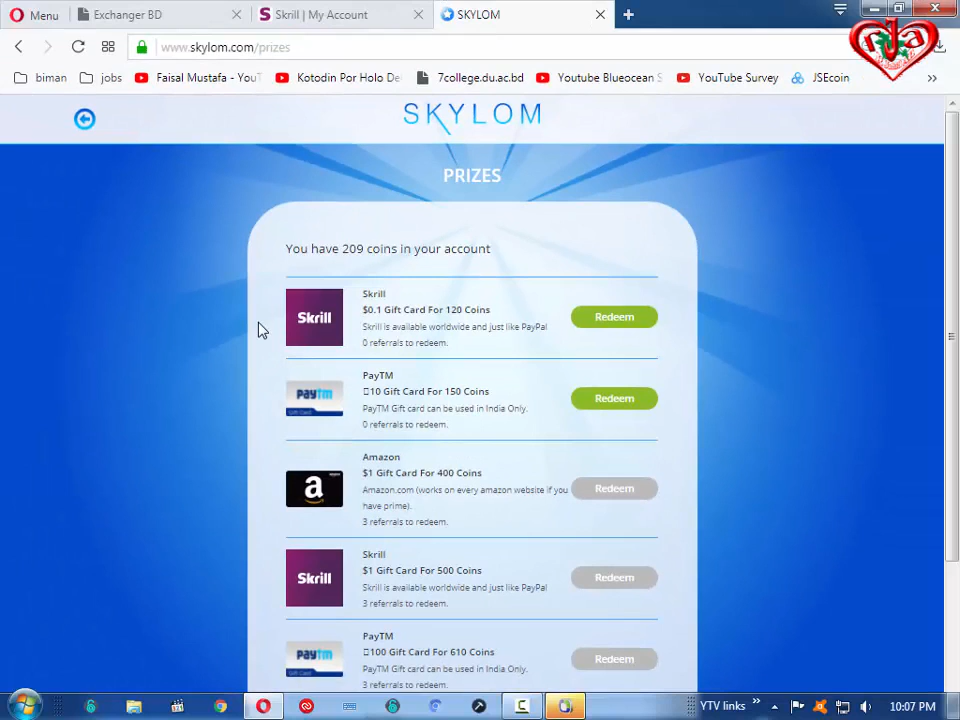 Menu
Exchanger BD
Skrill | My Account
SKYLOM
www.skylom.com/prizes
biman
jobs
Faisal Mustafa - You
Kotodin Por Holo De
7college.du.ac.bd
Youtube Blueocean S
YouTube Survey
JSEcoin
SKYLOM
PRIZES
You have 209 coins in your account
Skrill
Skrill
$0.1 Gift Card For 120 Coins
Skrill is available worldwide and just like PayPal
0 referrals to redeem.
Redeem
Paytm
Gift Card
PayTM
10 Gift Card For 150 Coins
PayTM Gift card can be used in India Only.
0 referrals to redeem.
Redeem
a
Amazon
$1 Gift Card For 400 Coins
Amazon.com (works on every amazon website if you
have prime).
3 referrals to redeem.
Redeem
Skrill
Skrill
$1 Gift Card For 500 Coins
Skrill is available worldwide and just like PayPal
3 referrals to redeem.
Redeem
Paytm
Gift Card
PayTM
100 Gift Card For 610 Coins
PayTM Gift card can be used in India Only.
3 referrals to redeem.
Redeem
YTV links
10:07 PM